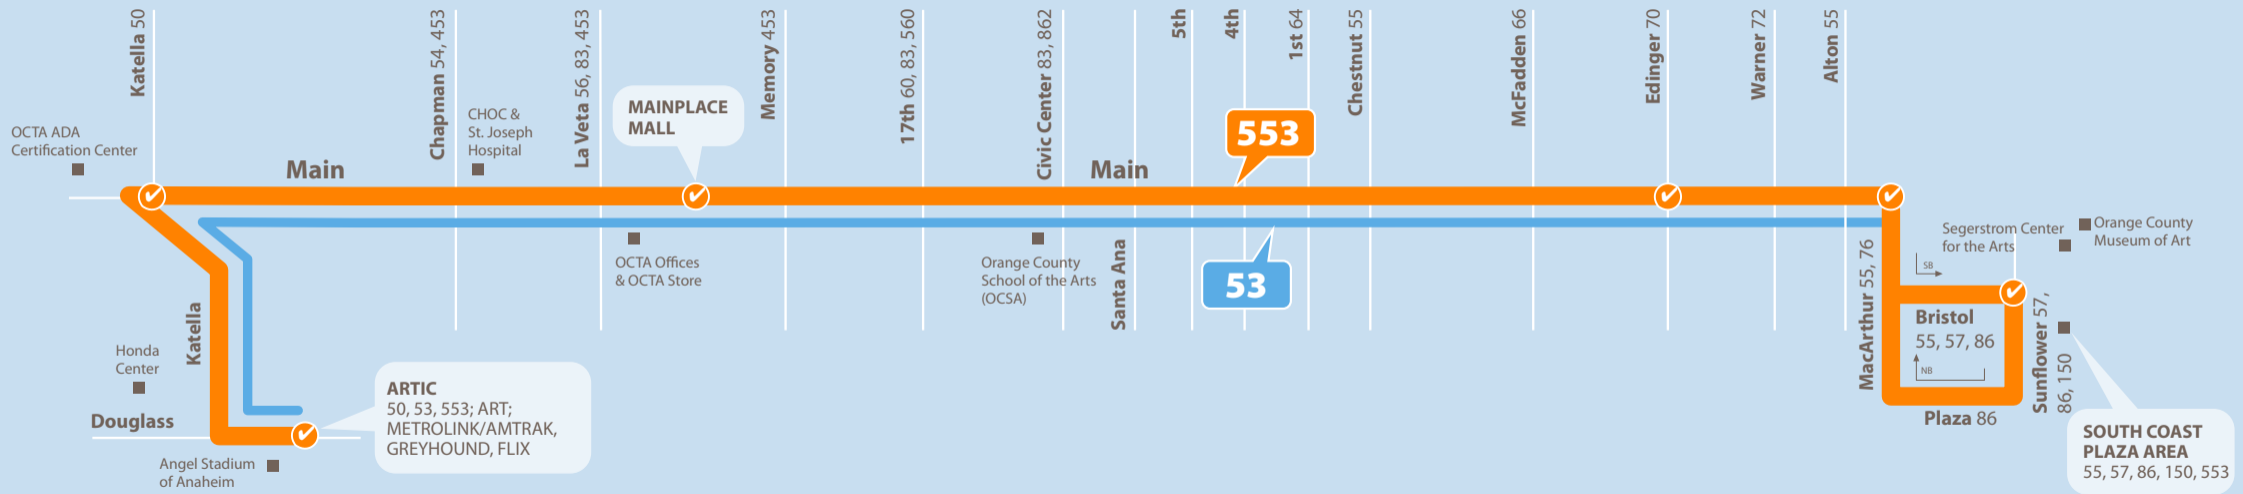 Katella 50
Chapman 54, 453
La Veta 56, 83, 453
Memory 453
17th 60, 83, 560
Civic Center 83, 862
5th
4th
1st 64
Chestnut 55
McFadden 66
Edinger 70
Warner 72
Alton 55
OCTA ADA
Certification Center
CHOC &
St. Joseph
Hospital
MAINPLACE
MALL
553
Main
Main
OCTA Offices
& OCTA Store
Orange County
School of the Arts
(OCSA)
Santa Ana
53
MacArthur 55, 76
Segerstrom Center
for the Arts
Orange County
Museum of Art
SB
Bristol
55, 57, 86
NB
Sunflower 57,
86, 150
Plaza 86
SOUTH COAST
PLAZA AREA
55, 57, 86, 150, 553
Katella
Honda
Center
Douglass
ARTIC
50, 53, 553; ART;
METROLINK/AMTRAK,
GREYHOUND, FLIX
Angel Stadium
of Anaheim